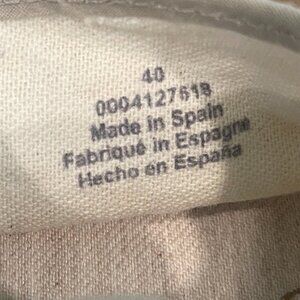 40
0004127618
Made in Spain
Fabriqué en Espagne
Hecho en España